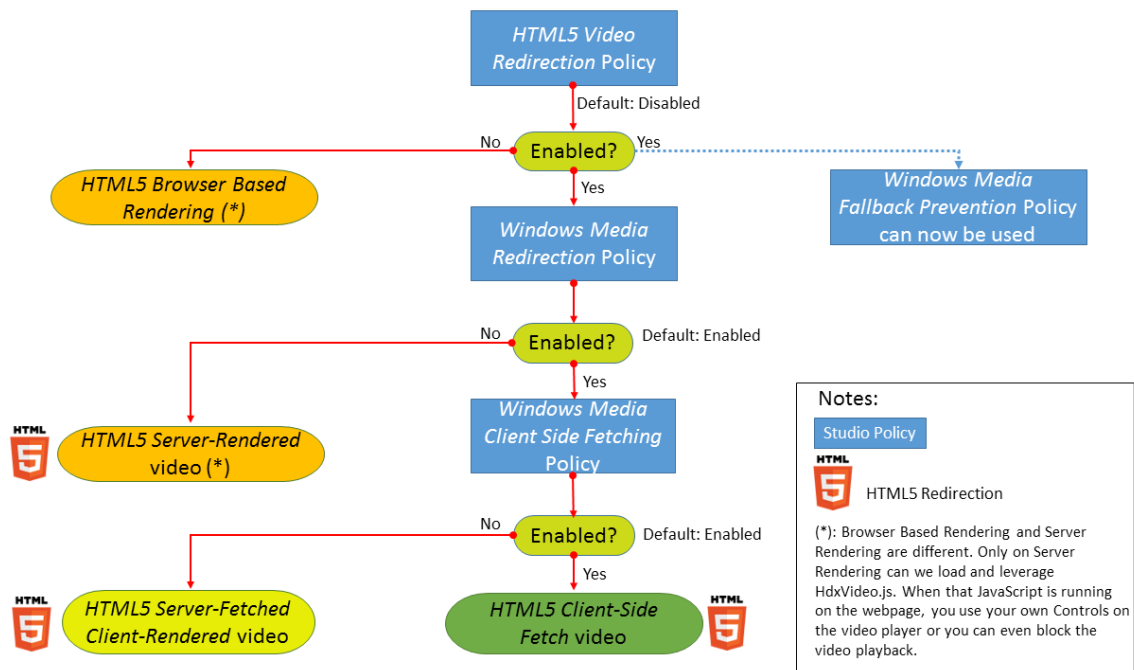 HTML5 Video
Redirection Policy
Default: Disabled
No
Enabled?
Yes
HTML5 Browser Based
Rendering (*)
Yes
Windows Media
Fallback Prevention Policy
can now be used
Windows Media
Redirection Policy
No
Enabled?
Default: Enabled
Yes
HTML
5
HTML5 Server-Rendered
video (*)
Windows Media
Client Side Fetching
Policy
No
Enabled?
Default: Enabled
Yes
HTML
5
HTML5 Server-Fetched
Client-Rendered video
HTML5 Client-Side
Fetch video
HTML
5
Notes:
Studio Policy
HTML
5
HTML5 Redirection
(*): Browser Based Rendering and Server
Rendering are different. Only on Server
Rendering can we load and leverage
HdxVideo.js. When that JavaScript is running
on the webpage, you use your own Controls on
the video player or you can even block the
video playback.